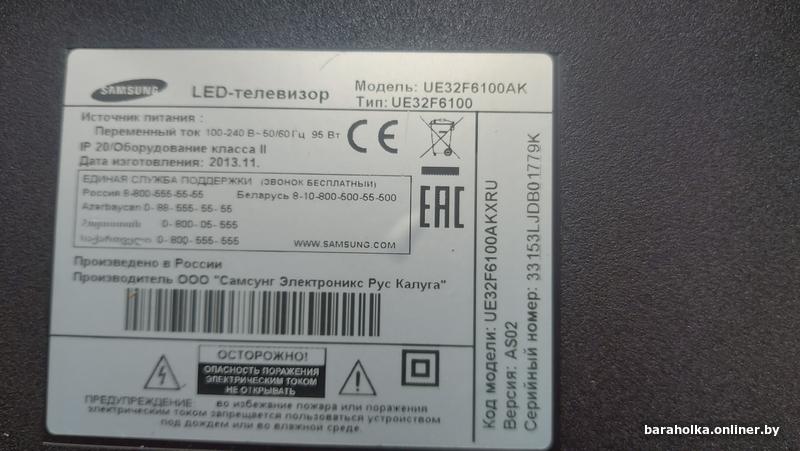 SAMSUNG
LED-телевизор
Модель: UE32F6100AK
Тип: UE32F6100
Источник питания :
Переменный ток 100-240 В~50/60 Гц 95 Вт
IP 20/Оборудование класса II
Дата изготовления: 2013.11.
CE
EAC
ЕДИНАЯ СЛУЖБА ПОДДЕРЖКИ (ЗВОНОК БЕСПЛАТНЫЙ)
Россия 8-800-555-55-55 Беларусь 8-10-800-500-55-500
Azərbaycan 0-88-555-55-55
Հայաստան 0-800-05-555
საქართველო 0-800-555-555
WWW.SAMSUNG.COM
Произведено в России
Производитель ООО "Самсунг Электроникс Рус Калуга"
ОСТОРОЖНО!
ОПАСНОСТЬ ПОРАЖЕНИЯ
ЭЛЕКТРИЧЕСКИМ ТОКОМ
НЕ ОТКРЫВАТЬ
ПРЕДУПРЕЖДЕНИЕ во избежание пожара или поражения
электрическим током запрещается пользоваться устройством
под дождем или во влажной среде.
Код модели: UE32F6100AKXRU
Версия: AS02
Серийный номер: 33153LJDB01779K
baraholka.onliner.by